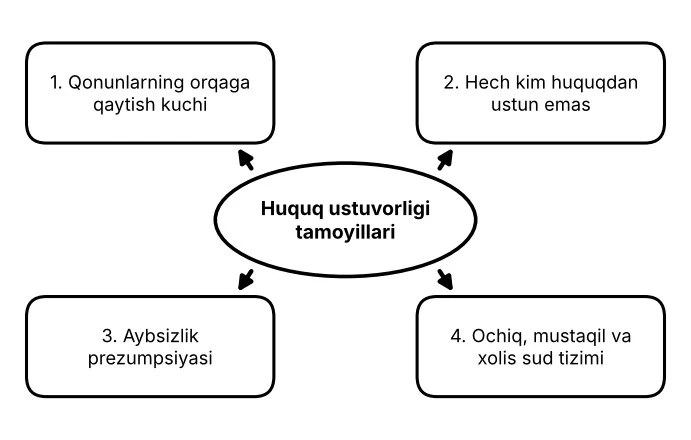 1. Qonunlarning orqaga
qaytish kuchi
2. Hech kim huquqdan
ustun emas
Huquq ustuvorligi
tamoyillari
3. Aybsizlik
prezumpsiyasi
4. Ochiq, mustaqil va
xolis sud tizimi